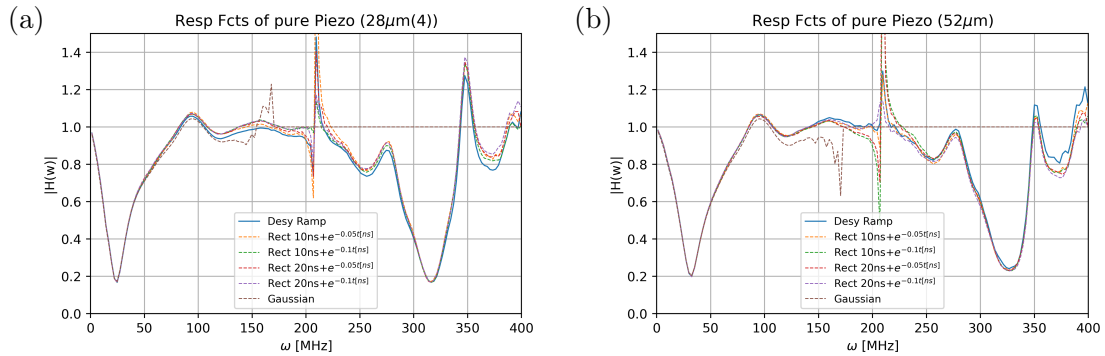 (a)
Resp Fcts of pure Piezo (28μm(4))
1.4
1.2
1.0
0.8
0.6
0.4
0.2
0.0
|H(w)|
Desy Ramp
Rect 10ns+e^{-0.05t[ns]}
Rect 10ns+e^{-0.1t[ns]}
Rect 20ns+e^{-0.05t[ns]}
Rect 20ns+e^{-0.1t[ns]}
Gaussian
0 50 100 150 200 250 300 350 400
ω [MHz]
(b)
Resp Fcts of pure Piezo (52μm)
1.4
1.2
1.0
0.8
0.6
0.4
0.2
0.0
|H(w)|
Desy Ramp
Rect 10ns+e^{-0.05t[ns]}
Rect 10ns+e^{-0.1t[ns]}
Rect 20ns+e^{-0.05t[ns]}
Rect 20ns+e^{-0.1t[ns]}
Gaussian
0 50 100 150 200 250 300 350 400
ω [MHz]